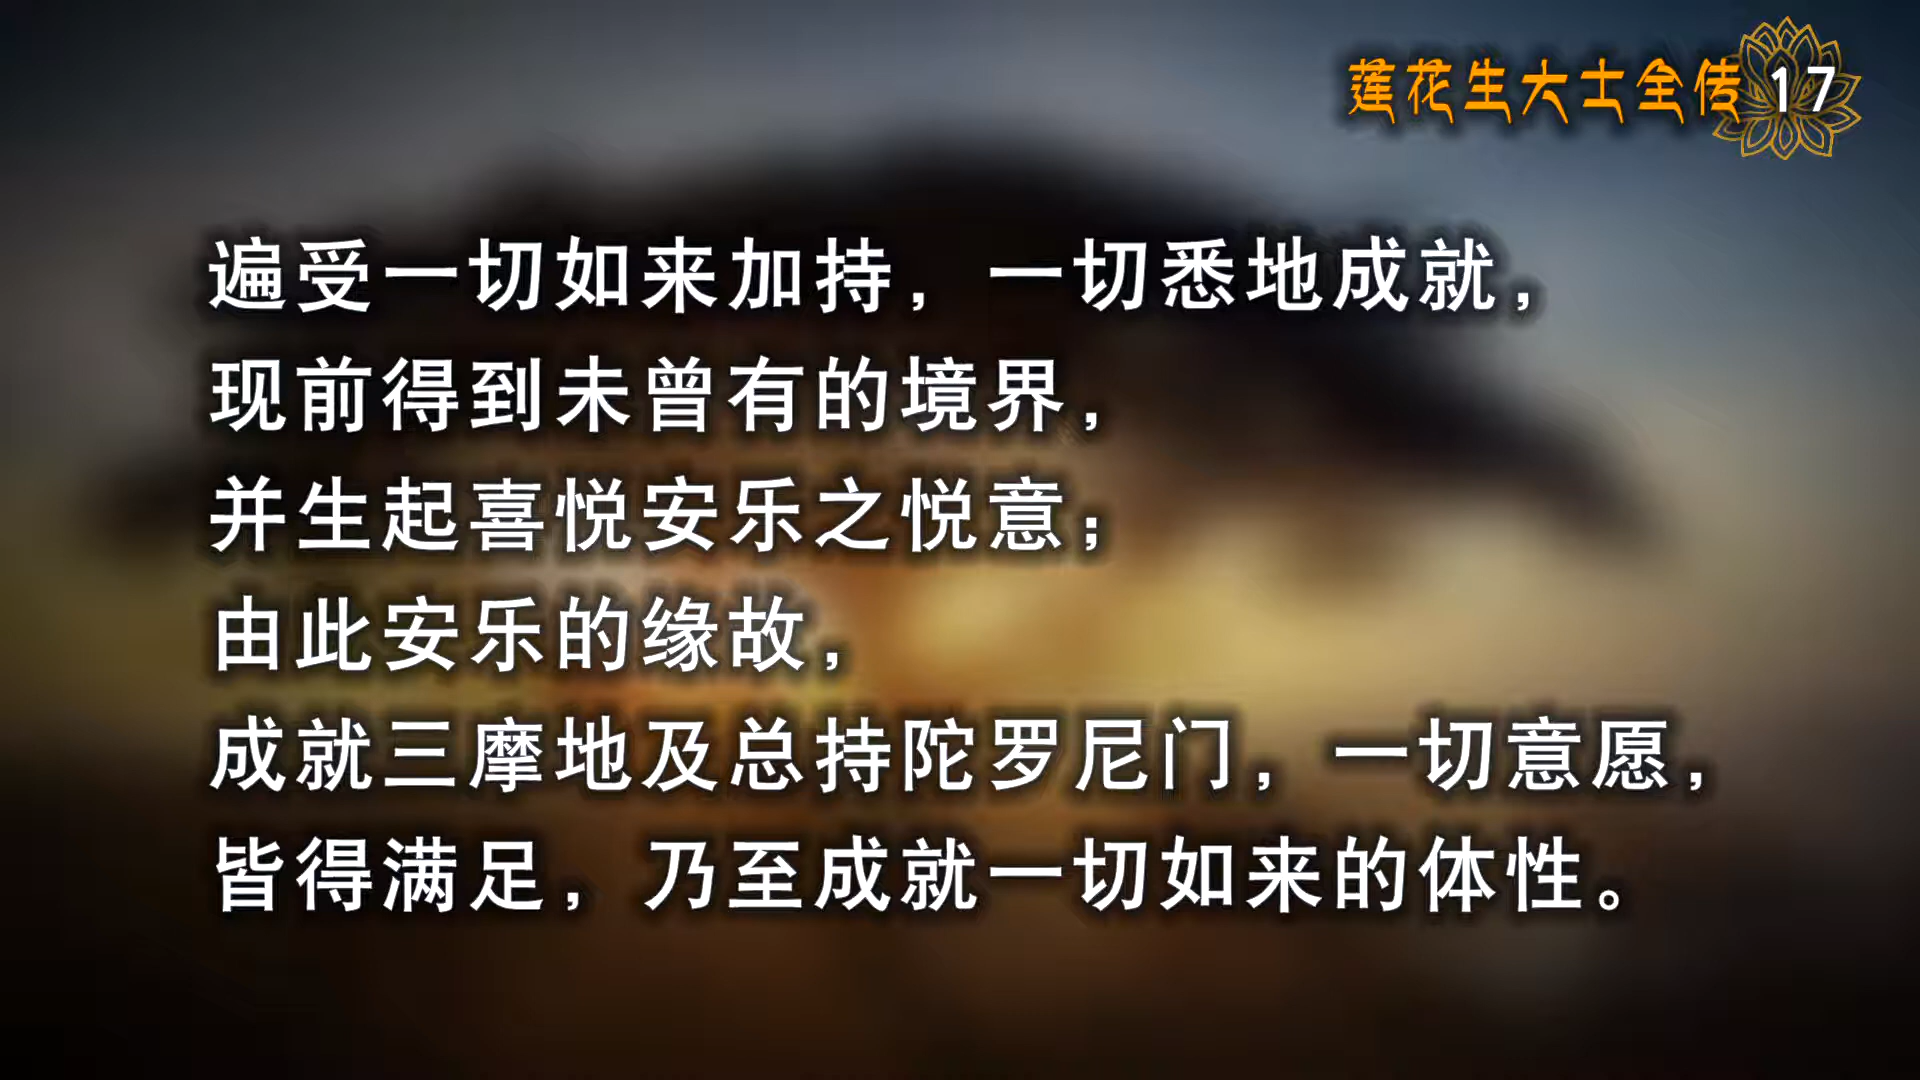 莲花生大士全传 17
遍受一切如来加持，一切悉地成就，
现前得到未曾有的境界，
并生起喜悦安乐之悦意；
由此安乐的缘故，
成就三摩地及总持陀罗尼门，一切意愿，
皆得满足，乃至成就一切如来的体性。